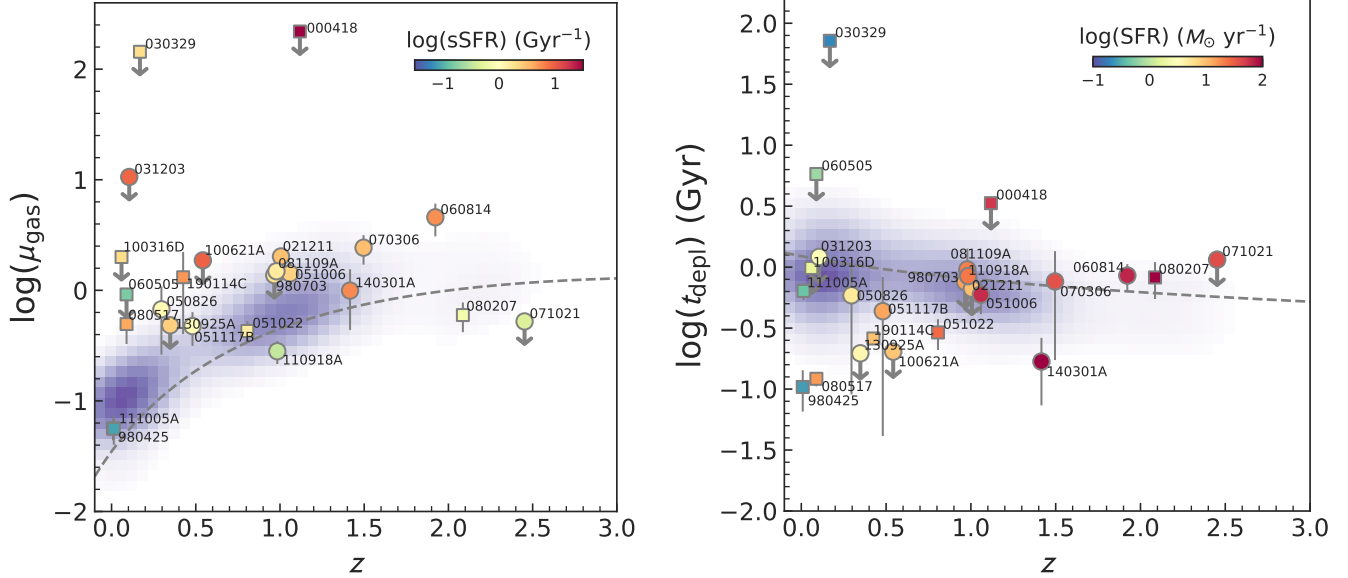 030329
000418
log(sSFR) (Gyr⁻¹)
−1
0
1
031203
060814
100316D
100621A
021211
070306
081109A
051006
060505
190114C
980703
140301A
050826
080517
130925A
051022
080207
071021
051117B
110918A
111005A
980425
2
1
0
−1
−2
log(μgas)
0.0
0.5
1.0
1.5
2.0
2.5
3.0
z
030329
log(SFR) (M⊙ yr⁻¹)
−1
0
1
2
060505
000418
031203
081109A
071021
100316D
110918A
060814
080207
980703
111005A
021211
070306
050826
051006
051117B
190114C
051022
130925A
100621A
140301A
080517
980425
2.0
1.5
1.0
0.5
0.0
−0.5
−1.0
−1.5
−2.0
log(tdepl) (Gyr)
0.0
0.5
1.0
1.5
2.0
2.5
3.0
z